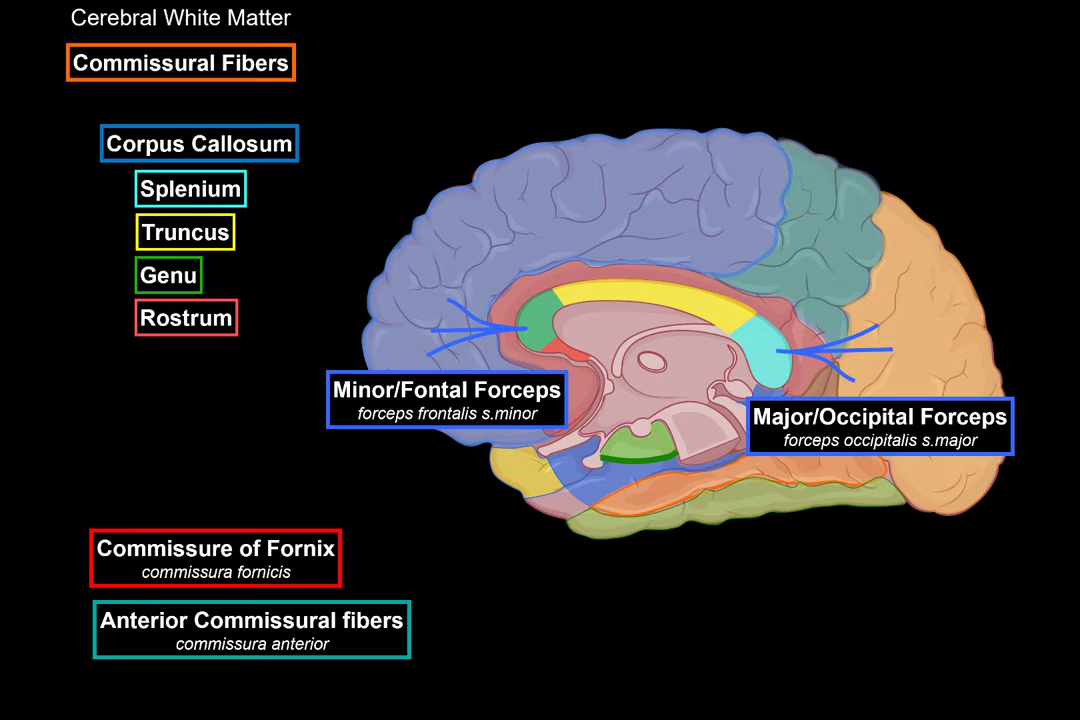 Cerebral White Matter
Commissural Fibers
Corpus Callosum
Splenium
Truncus
Genu
Rostrum
Minor/Fontal Forceps
forceps frontalis s.minor
Major/Occipital Forceps
forceps occipitalis s.major
Commissure of Fornix
commissura fornicis
Anterior Commissural fibers
commissura anterior